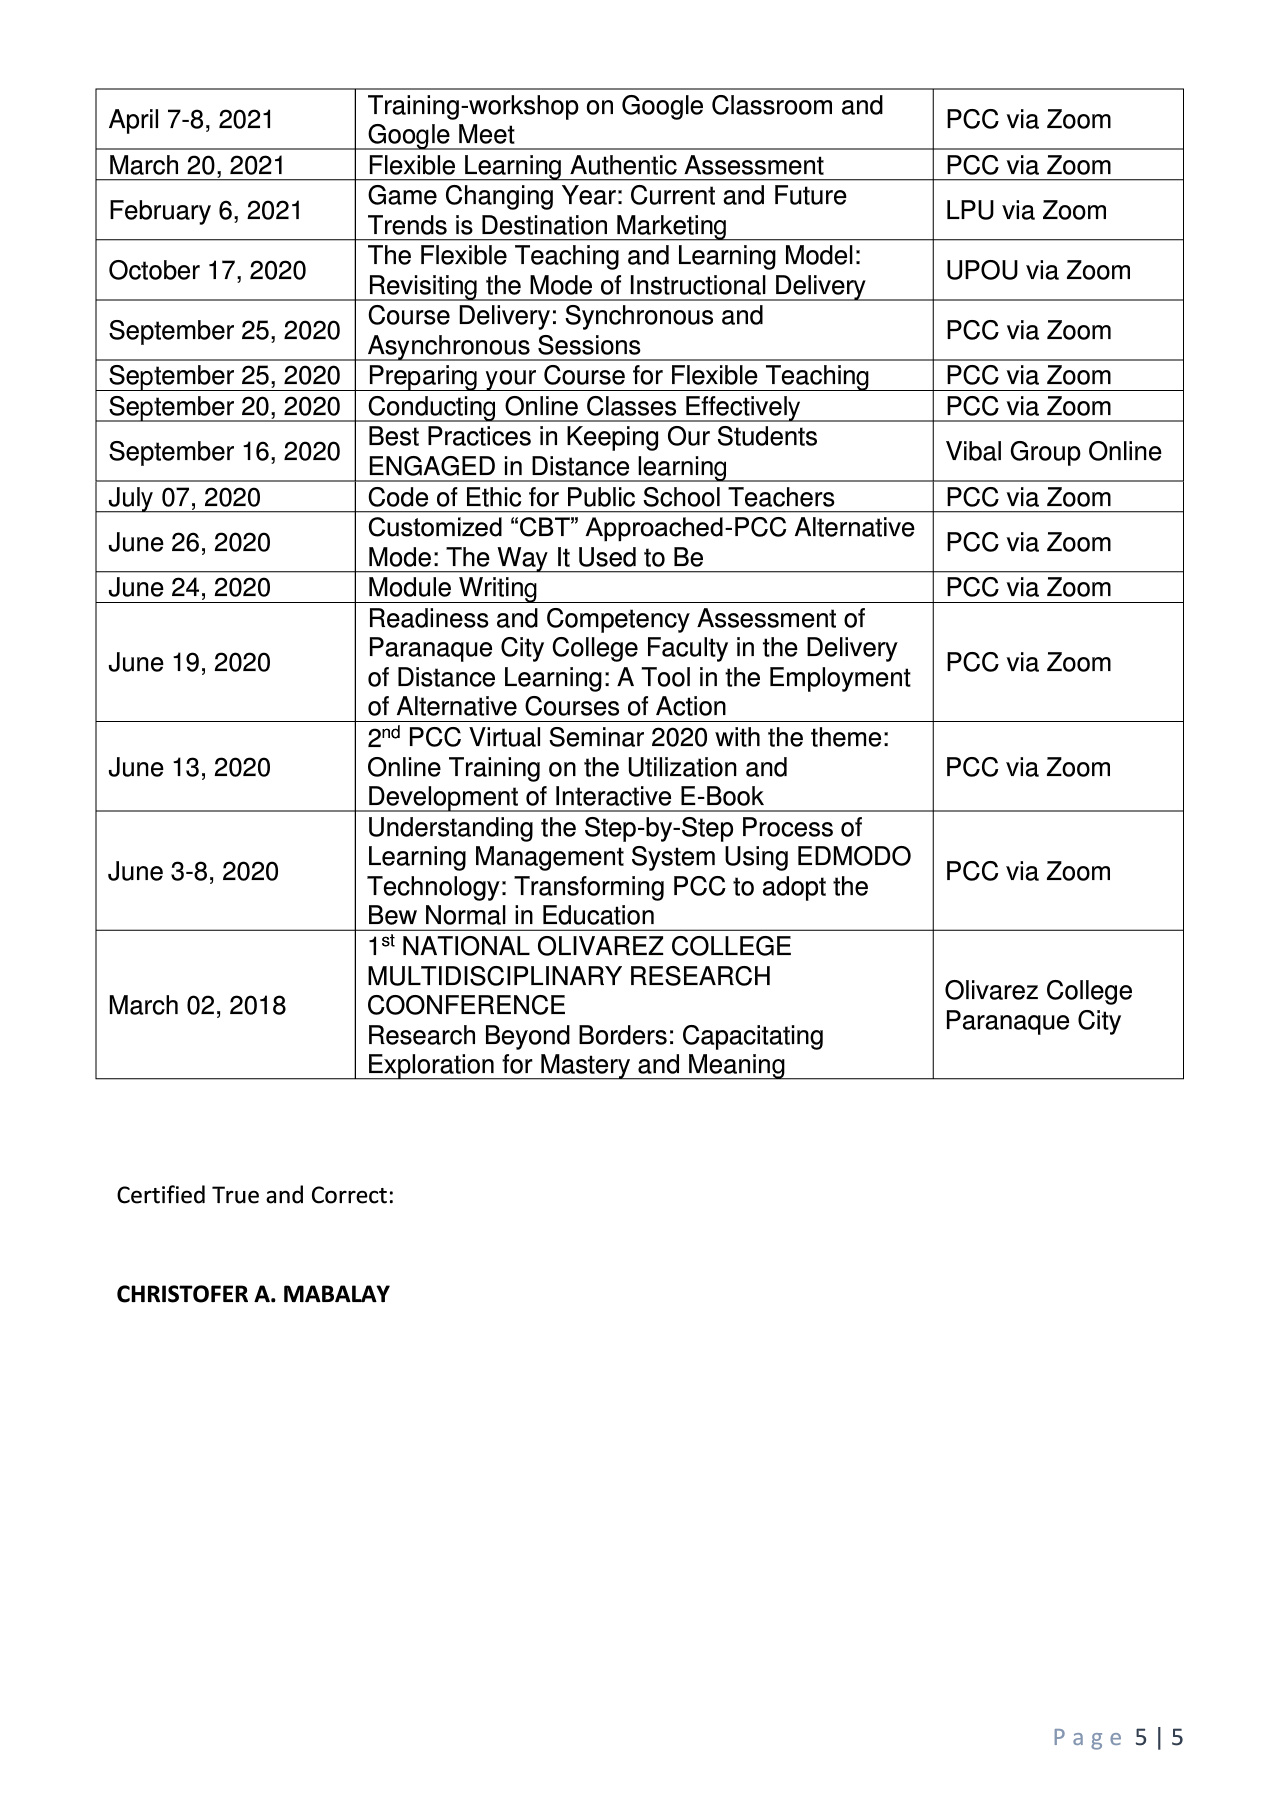 April 7-8, 2021
Training-workshop on Google Classroom and
Google Meet
PCC via Zoom
March 20, 2021
Flexible Learning Authentic Assessment
PCC via Zoom
February 6, 2021
Game Changing Year: Current and Future
Trends is Destination Marketing
LPU via Zoom
October 17, 2020
The Flexible Teaching and Learning Model:
Revisiting the Mode of Instructional Delivery
UPOU via Zoom
September 25, 2020
Course Delivery: Synchronous and
Asynchronous Sessions
PCC via Zoom
September 25, 2020
Preparing your Course for Flexible Teaching
PCC via Zoom
September 20, 2020
Conducting Online Classes Effectively
PCC via Zoom
September 16, 2020
Best Practices in Keeping Our Students
ENGAGED in Distance learning
Vibal Group Online
July 07, 2020
Code of Ethic for Public School Teachers
PCC via Zoom
June 26, 2020
Customized “CBT” Approached-PCC Alternative
Mode: The Way It Used to Be
PCC via Zoom
June 24, 2020
Module Writing
PCC via Zoom
June 19, 2020
Readiness and Competency Assessment of
Paranaque City College Faculty in the Delivery
of Distance Learning: A Tool in the Employment
of Alternative Courses of Action
PCC via Zoom
June 13, 2020
2nd PCC Virtual Seminar 2020 with the theme:
Online Training on the Utilization and
Development of Interactive E-Book
PCC via Zoom
June 3-8, 2020
Understanding the Step-by-Step Process of
Learning Management System Using EDMODO
Technology: Transforming PCC to adopt the
Bew Normal in Education
PCC via Zoom
March 02, 2018
1st NATIONAL OLIVAREZ COLLEGE
MULTIDISCIPLINARY RESEARCH
COONFERENCE
Research Beyond Borders: Capacitating
Exploration for Mastery and Meaning
Olivarez College
Paranaque City
Certified True and Correct:
CHRISTOFER A. MABALAY
Page 5 | 5